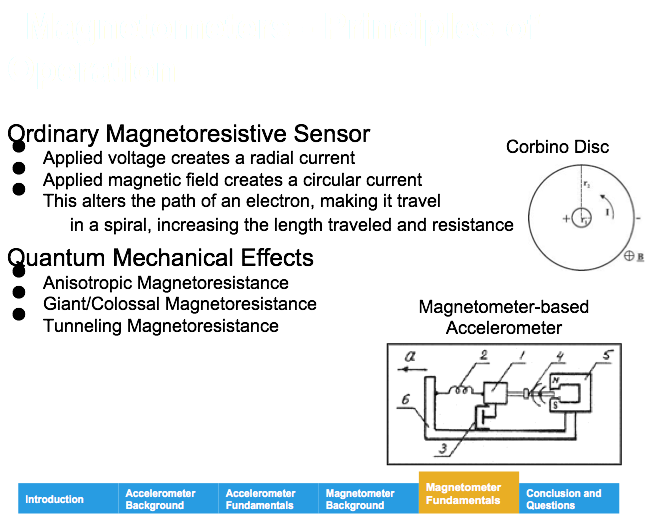 Magnetometers – Principles of
Operation
Ordinary Magnetoresistive Sensor
Applied voltage creates a radial current
Applied magnetic field creates a circular current
This alters the path of an electron, making it travel
in a spiral, increasing the length traveled and resistance
Quantum Mechanical Effects
Anisotropic Magnetoresistance
Giant/Colossal Magnetoresistance
Tunneling Magnetoresistance
Corbino Disc
r₂
I
+ r₁ -
B
Magnetometer-based
Accelerometer
a 2 1 4 5
N
6
S
3
Introduction
Accelerometer
Background
Accelerometer
Fundamentals
Magnetometer
Background
Magnetometer
Fundamentals
Conclusion and
Questions